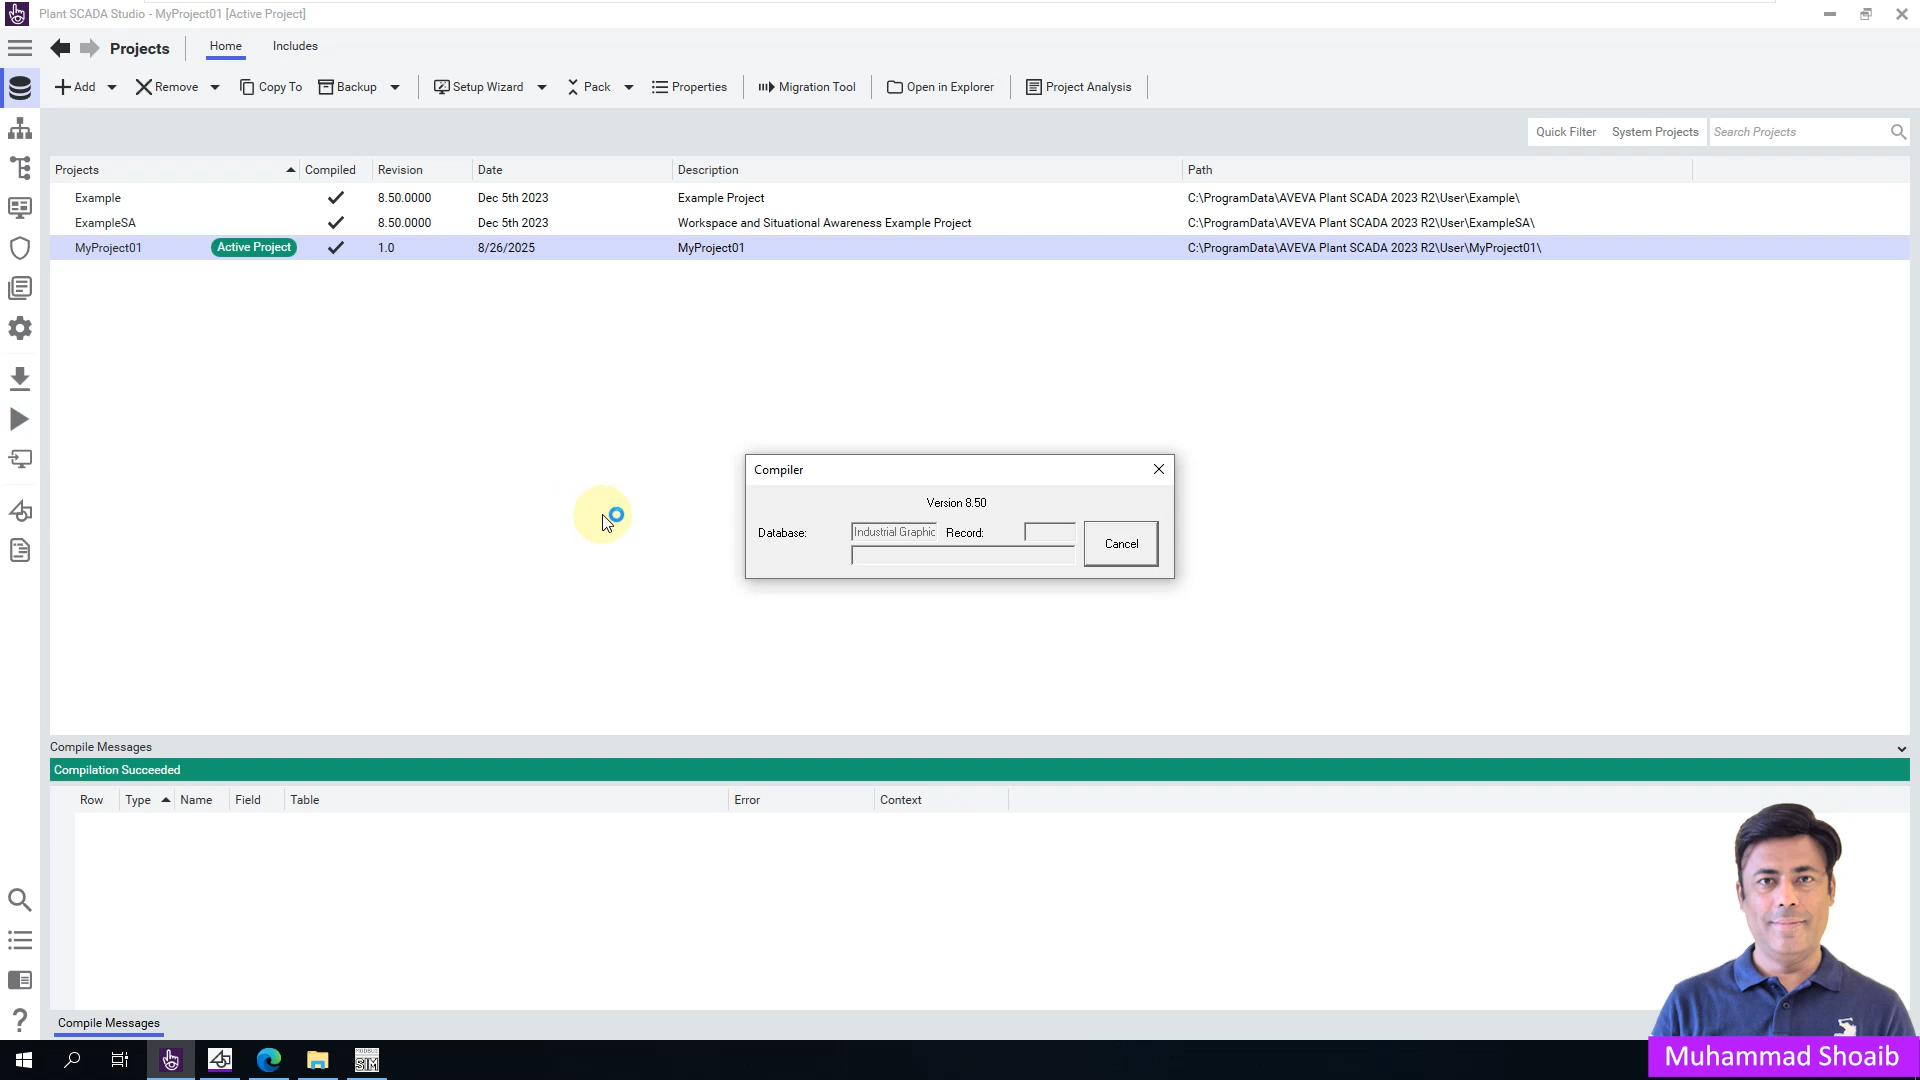 Plant SCADA Studio - MyProject01 [Active Project]
Projects
Home
Includes
Add
Remove
Copy To
Backup
Setup Wizard
Pack
Properties
Migration Tool
Open in Explorer
Project Analysis
Quick Filter
System Projects
Search Projects
Projects Compiled Revision Date Description Path
Example 8.50.0000 Dec 5th 2023 Example Project C:\ProgramData\AVEVA Plant SCADA 2023 R2\User\Example\
ExampleSA 8.50.0000 Dec 5th 2023 Workspace and Situational Awareness Example Project C:\ProgramData\AVEVA Plant SCADA 2023 R2\User\ExampleSA\
MyProject01 Active Project 1.0 8/26/2025 MyProject01 C:\ProgramData\AVEVA Plant SCADA 2023 R2\User\MyProject01\
Compiler
Version 8.50
Database: Industrial Graphic Record:
Cancel
Compile Messages
Compilation Succeeded
Row Type Name Field Table Error Context
Compile Messages
MODBUS
SIM
Muhammad Shoaib